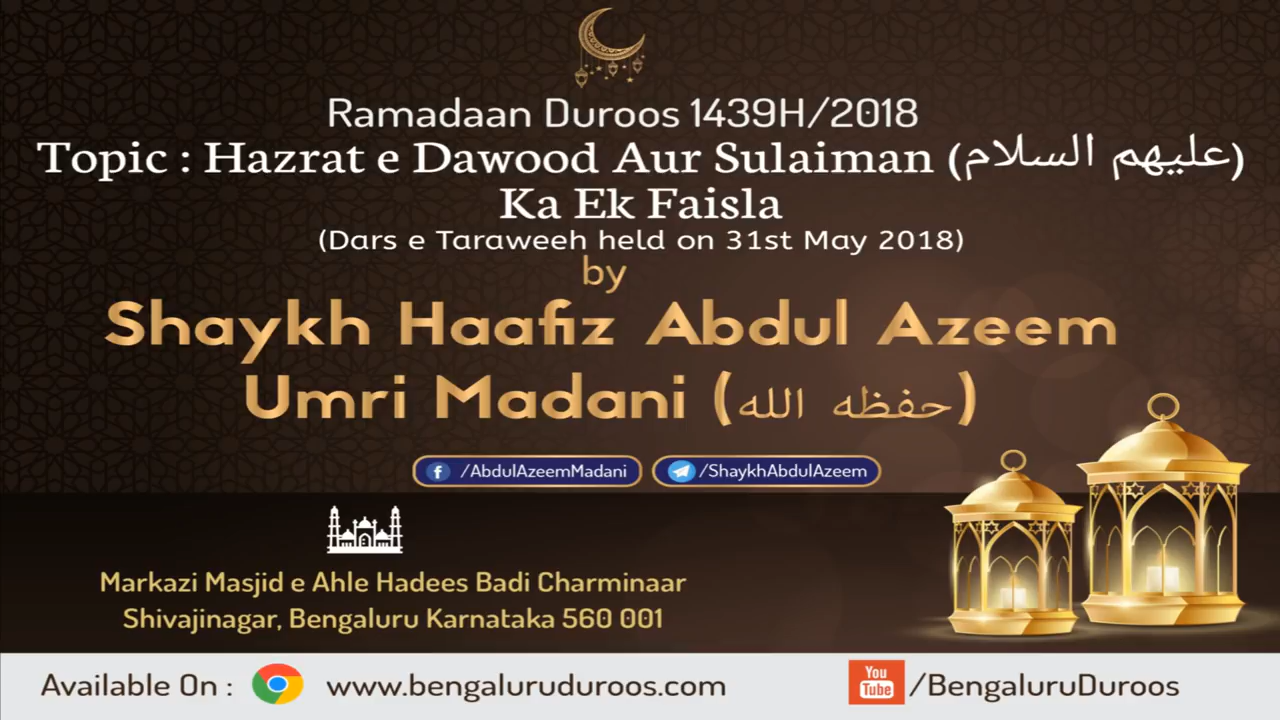 Ramadaan Duroos 1439H/2018
Topic : Hazrat e Dawood Aur Sulaiman (عليهم السلام)
Ka Ek Faisla
(Dars e Taraweeh held on 31st May 2018)
by
Shaykh Haafiz Abdul Azeem
Umri Madani (حفظه الله)
f /AbdulAzeemMadani /ShaykhAbdulAzeem
Markazi Masjid e Ahle Hadees Badi Charminaar
Shivajinagar, Bengaluru Karnataka 560 001
Available On : www.bengaluruduroos.com You Tube /BengaluruDuroos